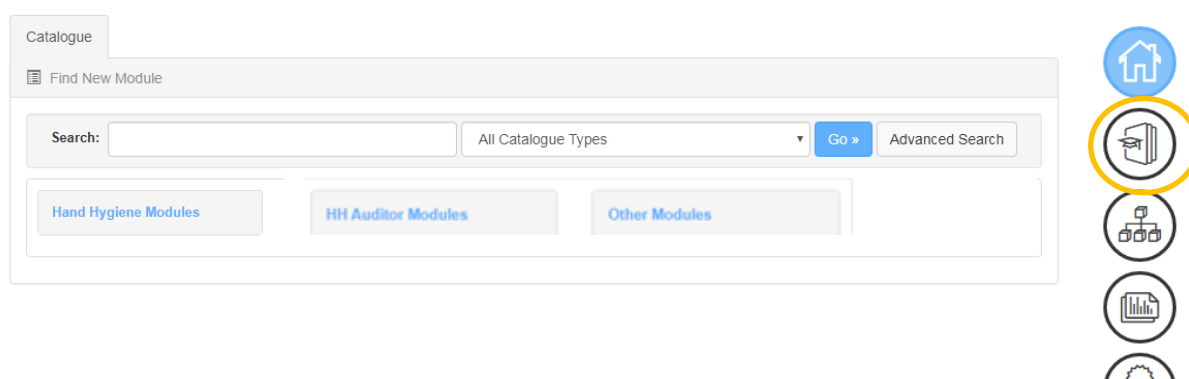 Catalogue
Find New Module
Search: All Catalogue Types Go » Advanced Search
Hand Hygiene Modules HH Auditor Modules Other Modules